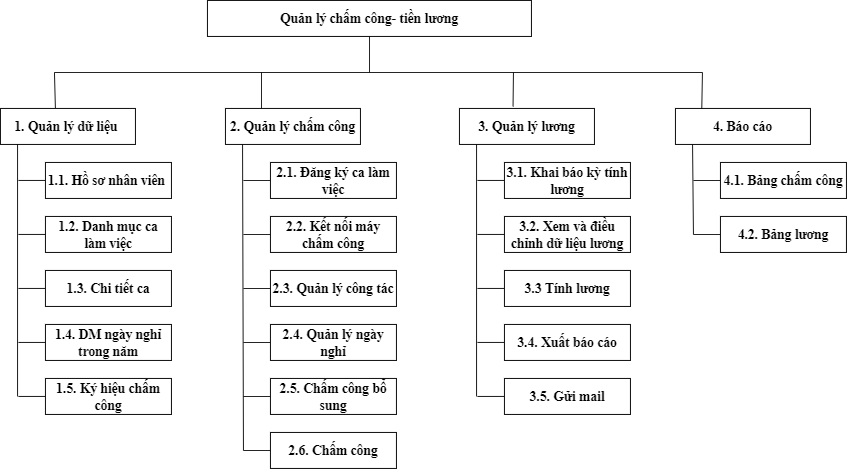 Quản lý chấm công- tiền lương
1. Quản lý dữ liệu
2. Quản lý chấm công
3. Quản lý lương
4. Báo cáo
1.1. Hồ sơ nhân viên
1.2. Danh mục ca
làm việc
1.3. Chi tiết ca
1.4. DM ngày nghỉ
trong năm
1.5. Ký hiệu chấm
công
2.1. Đăng ký ca làm
việc
2.2. Kết nối máy
chấm công
2.3. Quản lý công tác
2.4. Quản lý ngày
nghỉ
2.5. Chấm công bổ
sung
2.6. Chấm công
3.1. Khai báo kỳ tính
lương
3.2. Xem và điều
chỉnh dữ liệu lương
3.3 Tính lương
3.4. Xuất báo cáo
3.5. Gửi mail
4.1. Bảng chấm công
4.2. Bảng lương